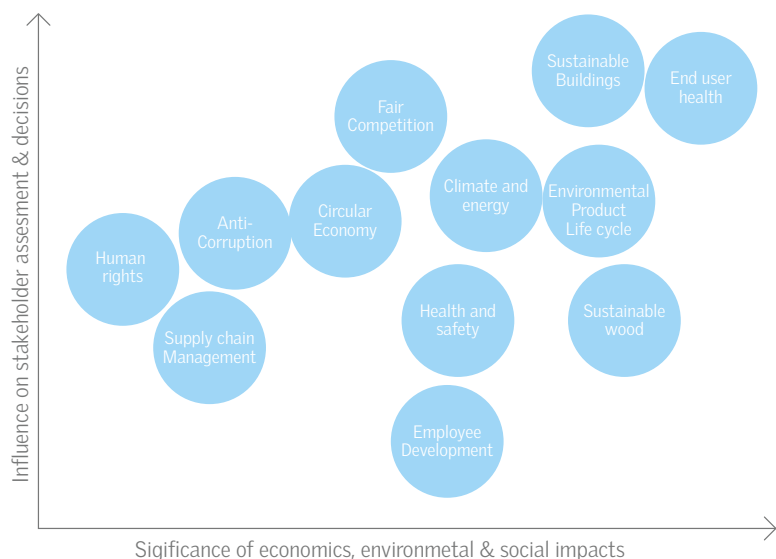 Influence on stakeholder assesment & decisions
Sustainable
Buildings
End user
health
Fair
Competition
Climate and
energy
Environmental
Product
Life cycle
Anti-
Corruption
Circular
Economy
Human
rights
Supply chain
Management
Health and
safety
Sustainable
wood
Employee
Development
Sigificance of economics, environmetal & social impacts